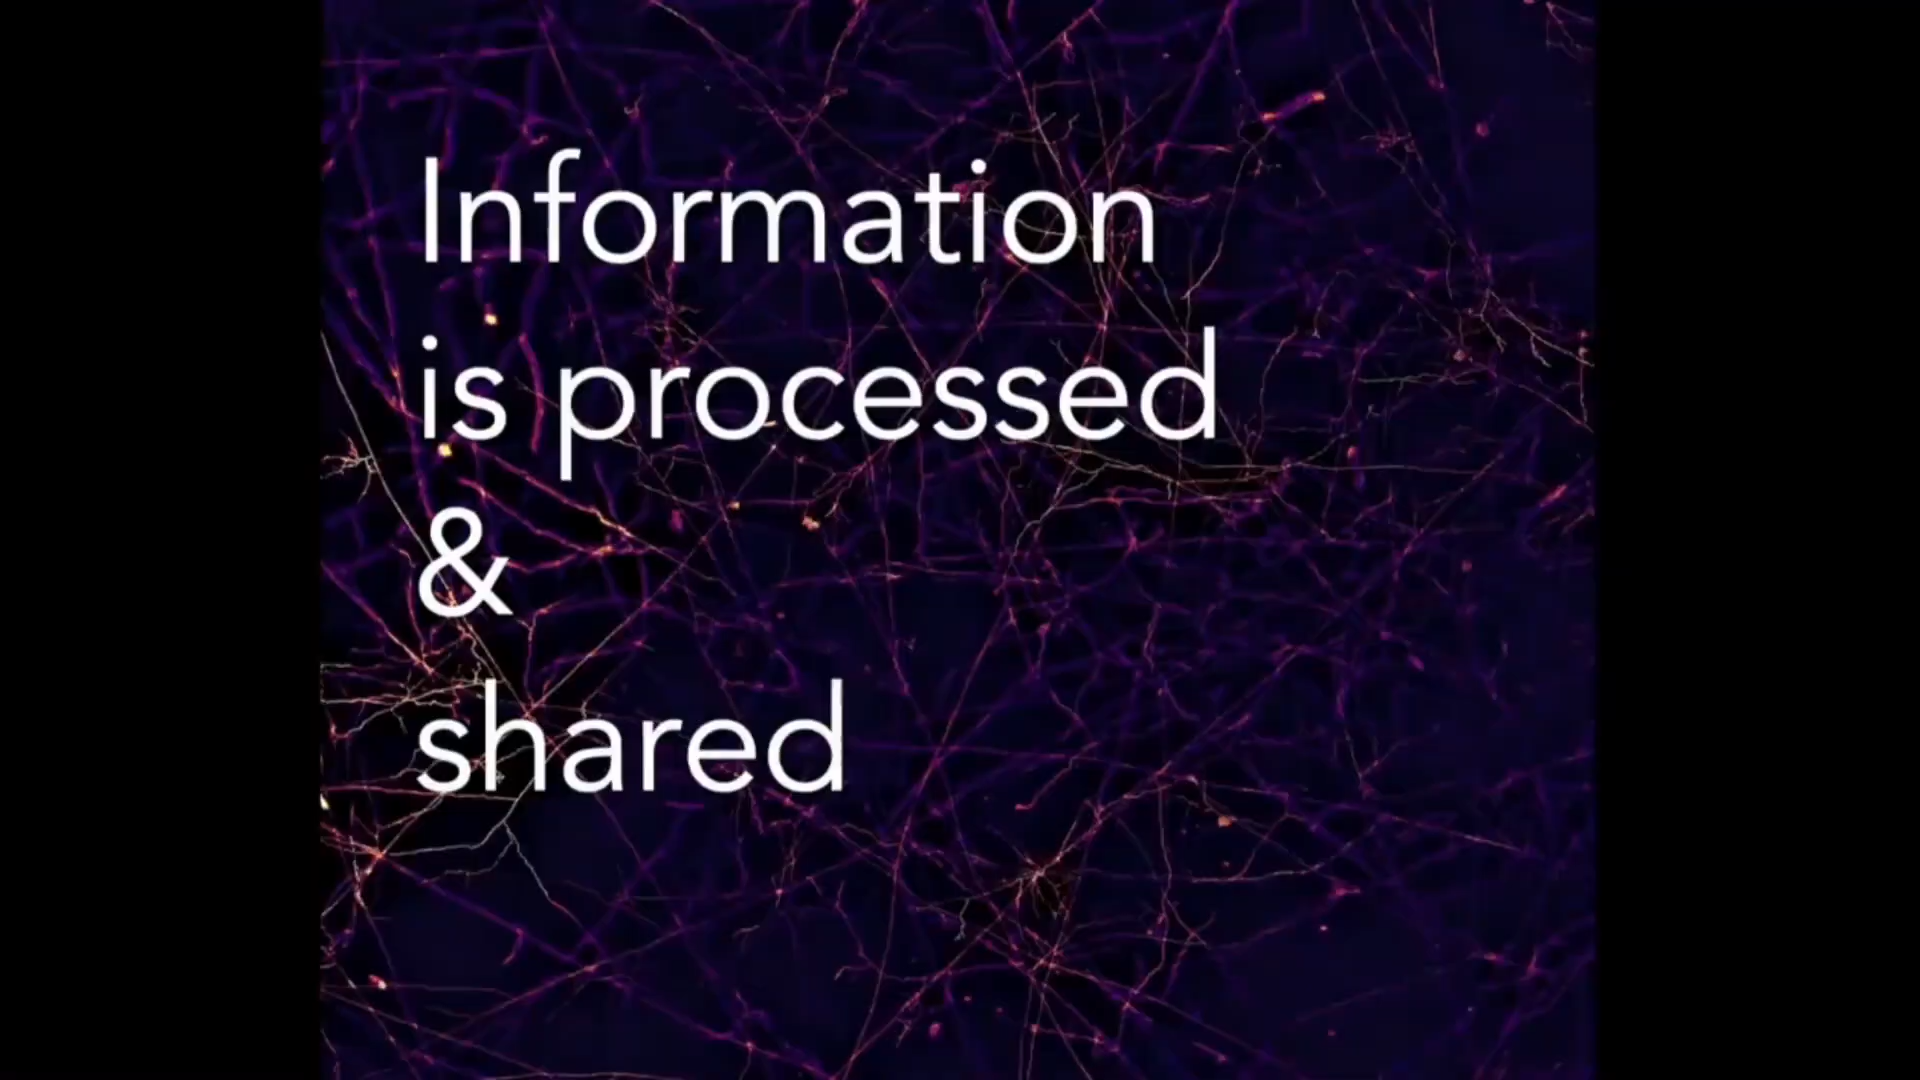 Information
is processed
&
shared